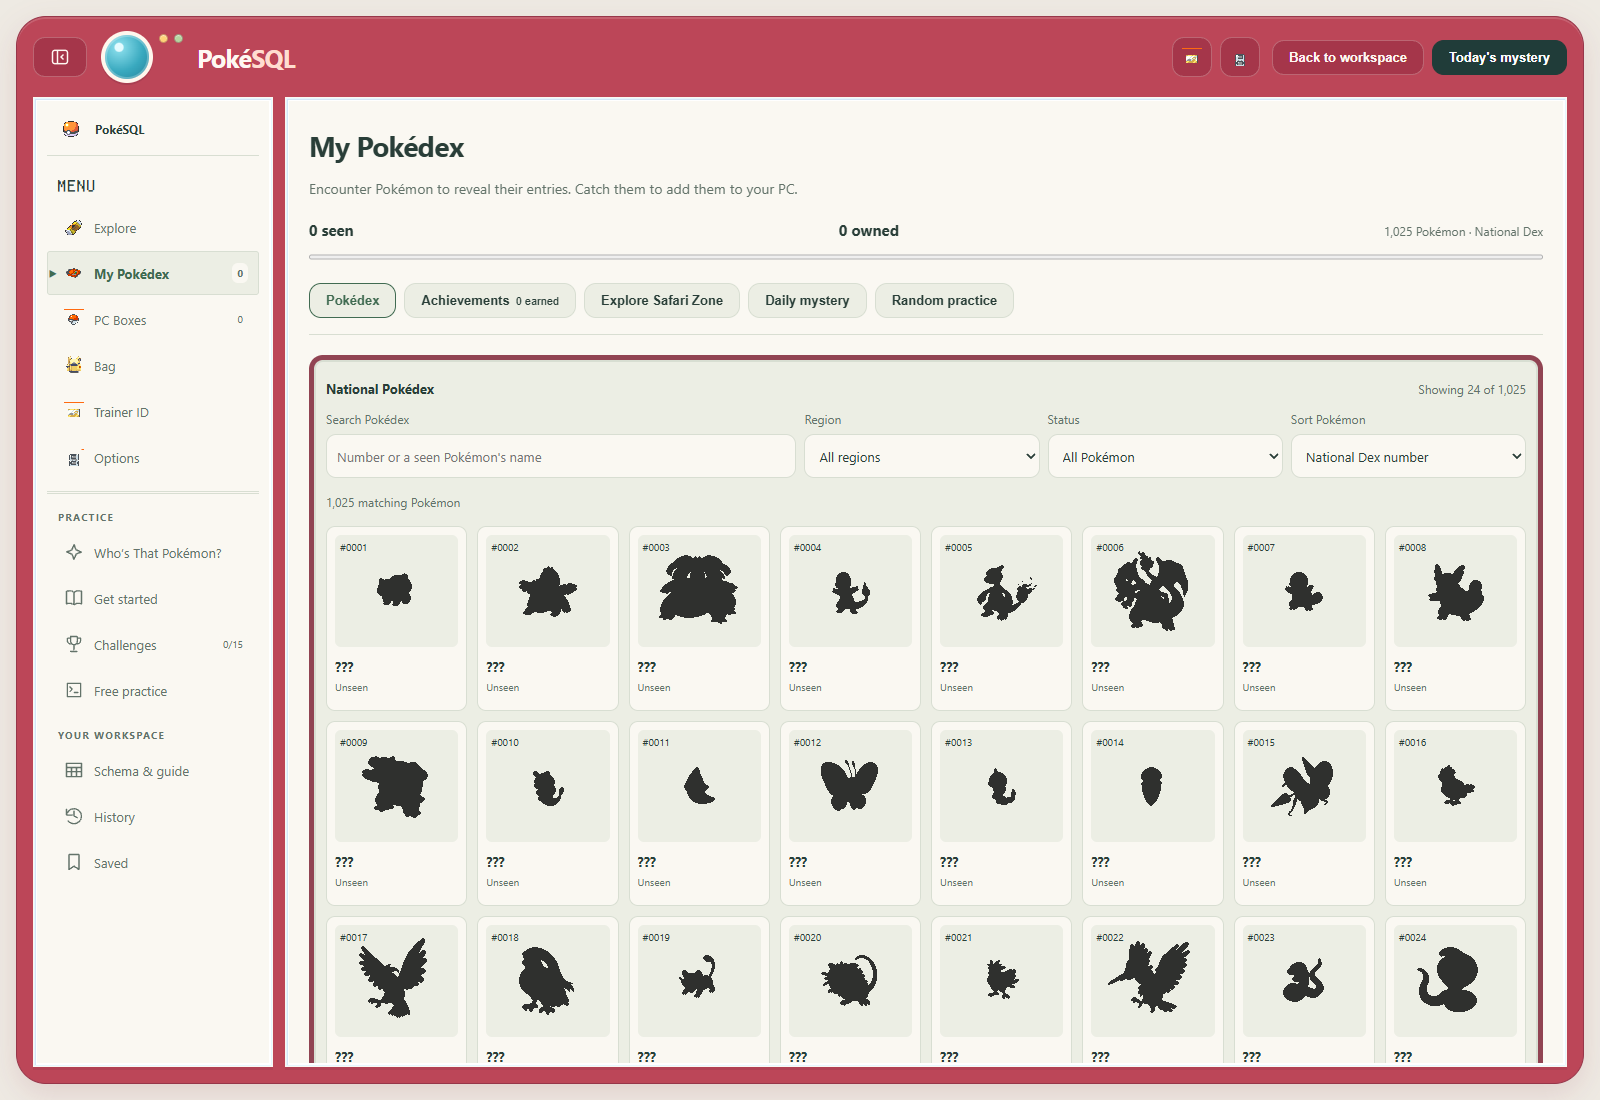 PokéSQL
Back to workspace
Today's mystery
PokéSQL
MENU
Explore
My Pokédex 0
PC Boxes 0
Bag
Trainer ID
Options
PRACTICE
Who's That Pokémon?
Get started
Challenges 0/15
Free practice
YOUR WORKSPACE
Schema & guide
History
Saved
My Pokédex
Encounter Pokémon to reveal their entries. Catch them to add them to your PC.
0 seen 0 owned 1,025 Pokémon · National Dex
Pokédex Achievements 0 earned Explore Safari Zone Daily mystery Random practice
National Pokédex Showing 24 of 1,025
Search Pokédex Region Status Sort Pokémon
Number or a seen Pokémon's name All regions All Pokémon National Dex number
1,025 matching Pokémon
#0001 #0002 #0003 #0004 #0005 #0006 #0007 #0008
??? ??? ??? ??? ??? ??? ??? ???
Unseen Unseen Unseen Unseen Unseen Unseen Unseen Unseen
#0009 #0010 #0011 #0012 #0013 #0014 #0015 #0016
??? ??? ??? ??? ??? ??? ??? ???
Unseen Unseen Unseen Unseen Unseen Unseen Unseen Unseen
#0017 #0018 #0019 #0020 #0021 #0022 #0023 #0024
??? ??? ??? ??? ??? ??? ??? ???